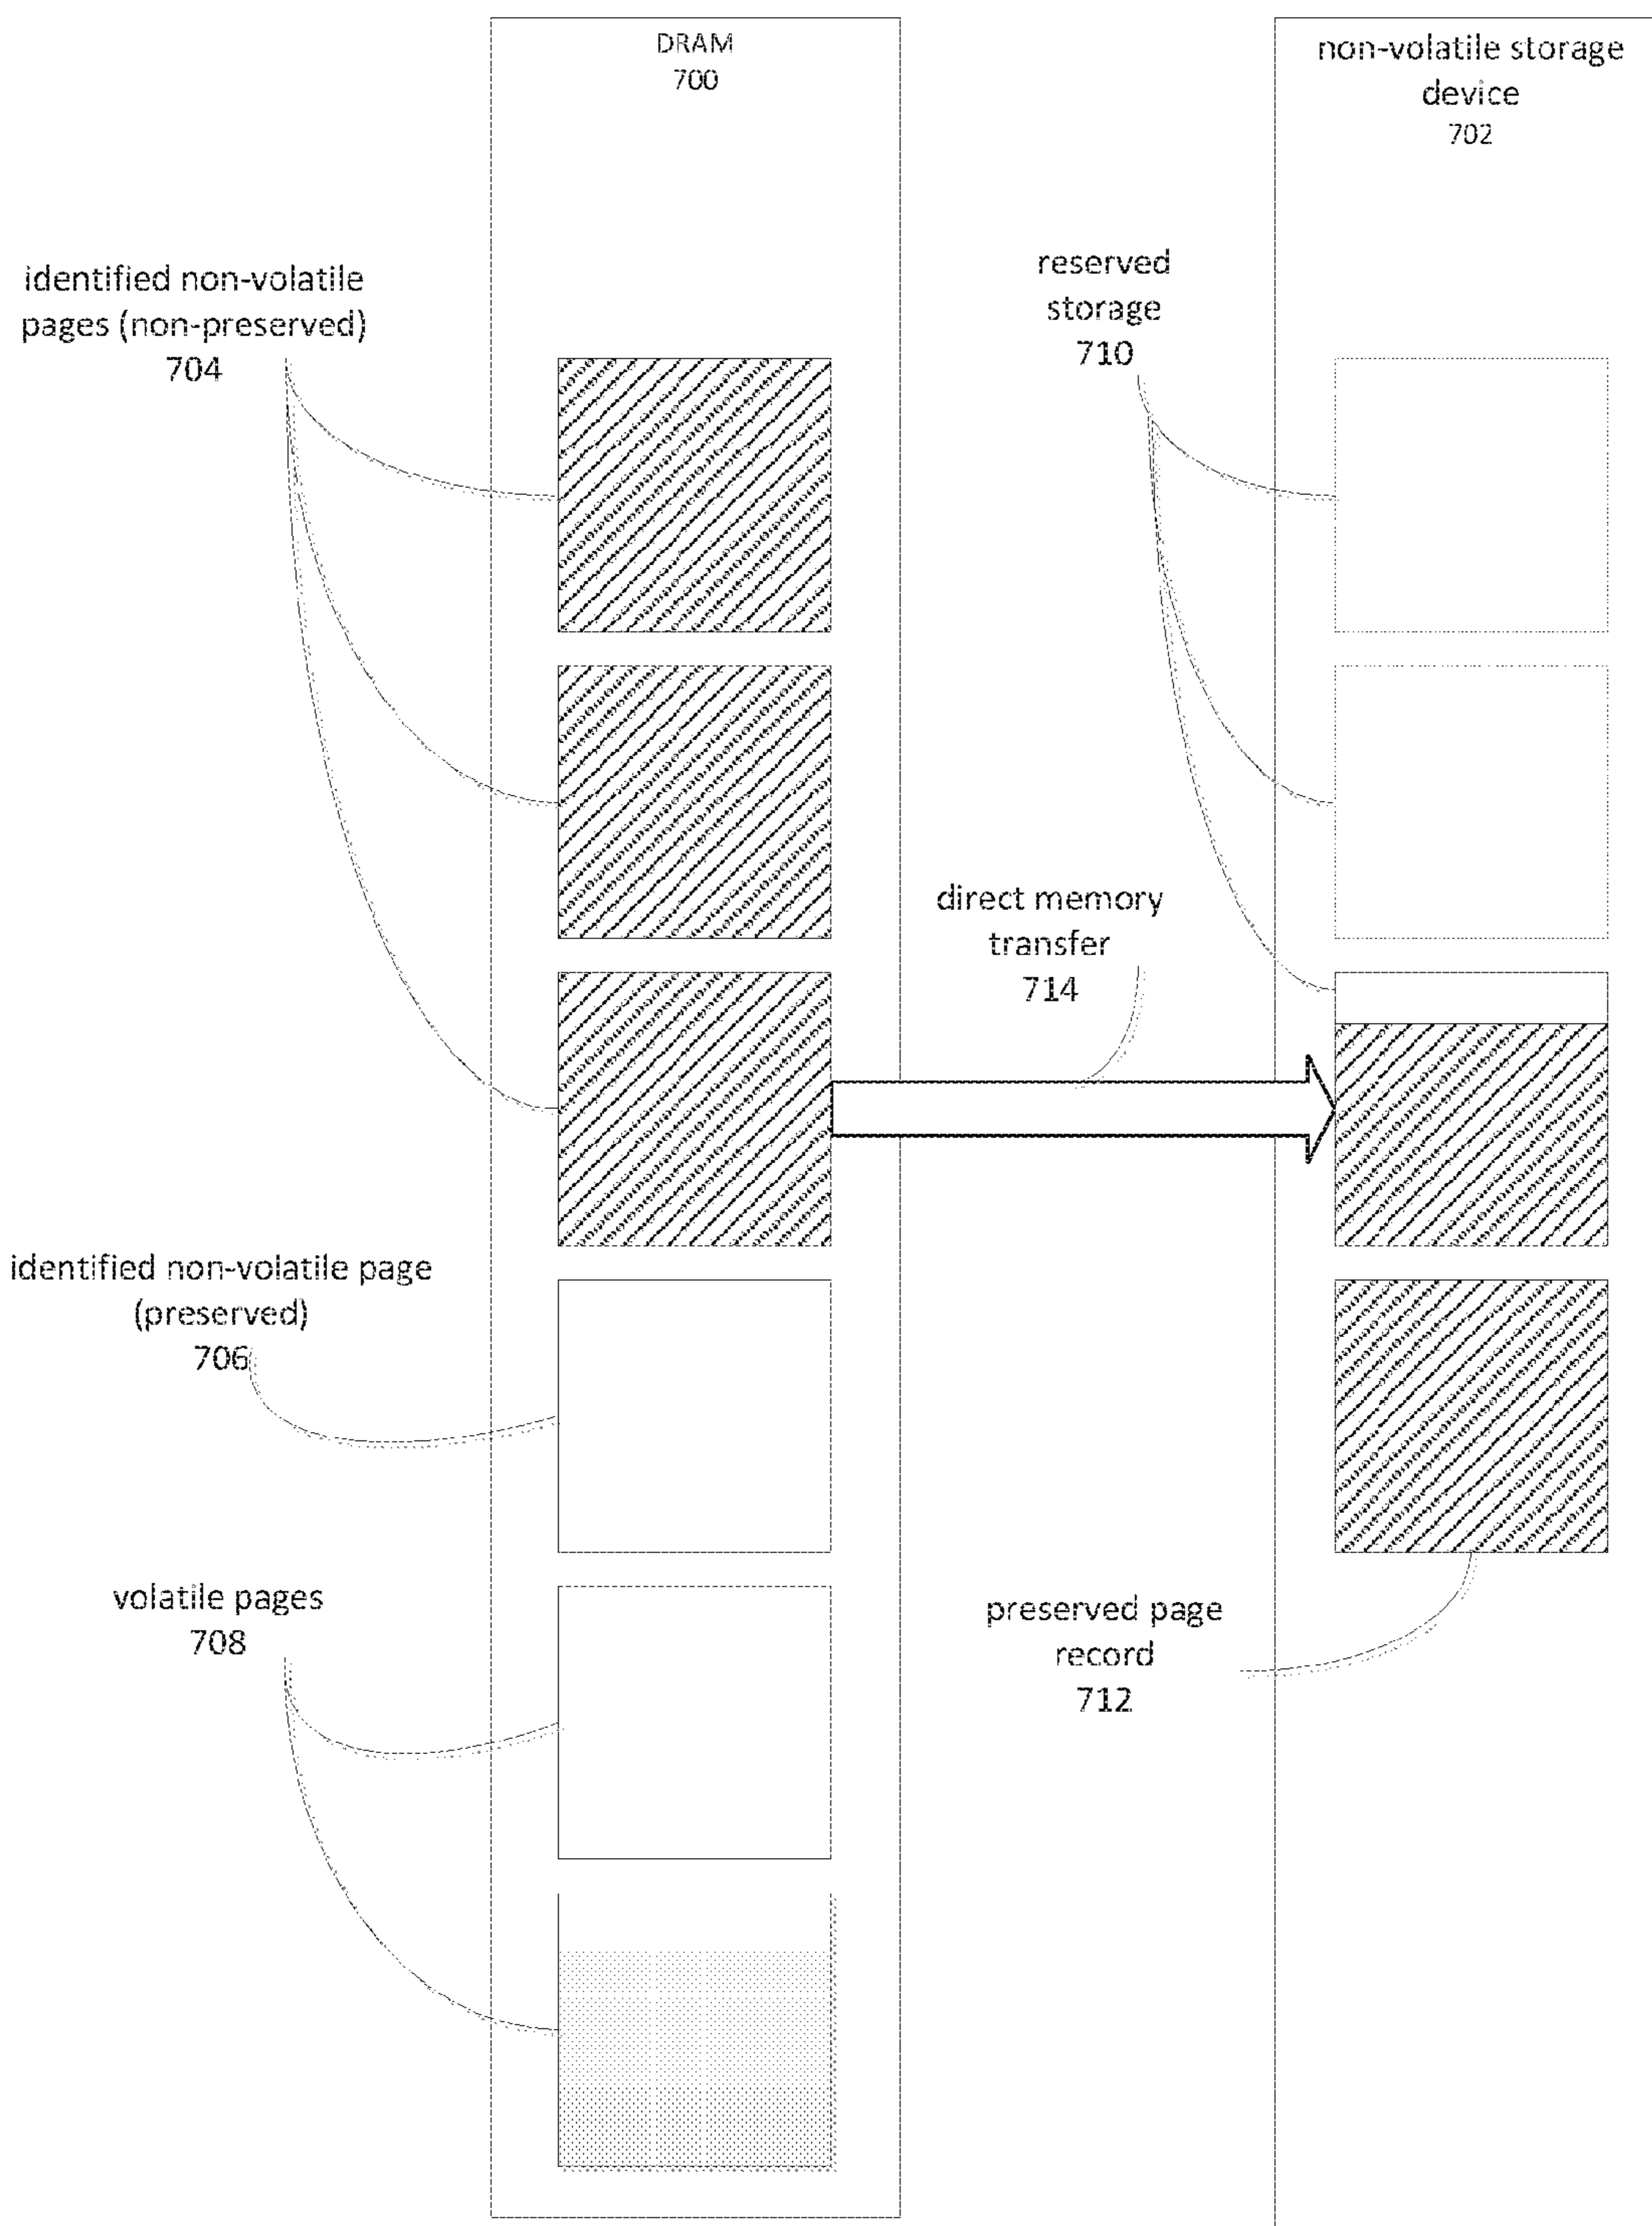 DRAM
700
non-volatile storage
device
702
identified non-volatile
pages (non-preserved)
704
reserved
storage
710
direct memory
transfer
714
identified non-volatile page
(preserved)
706
volatile pages
708
preserved page
record
712